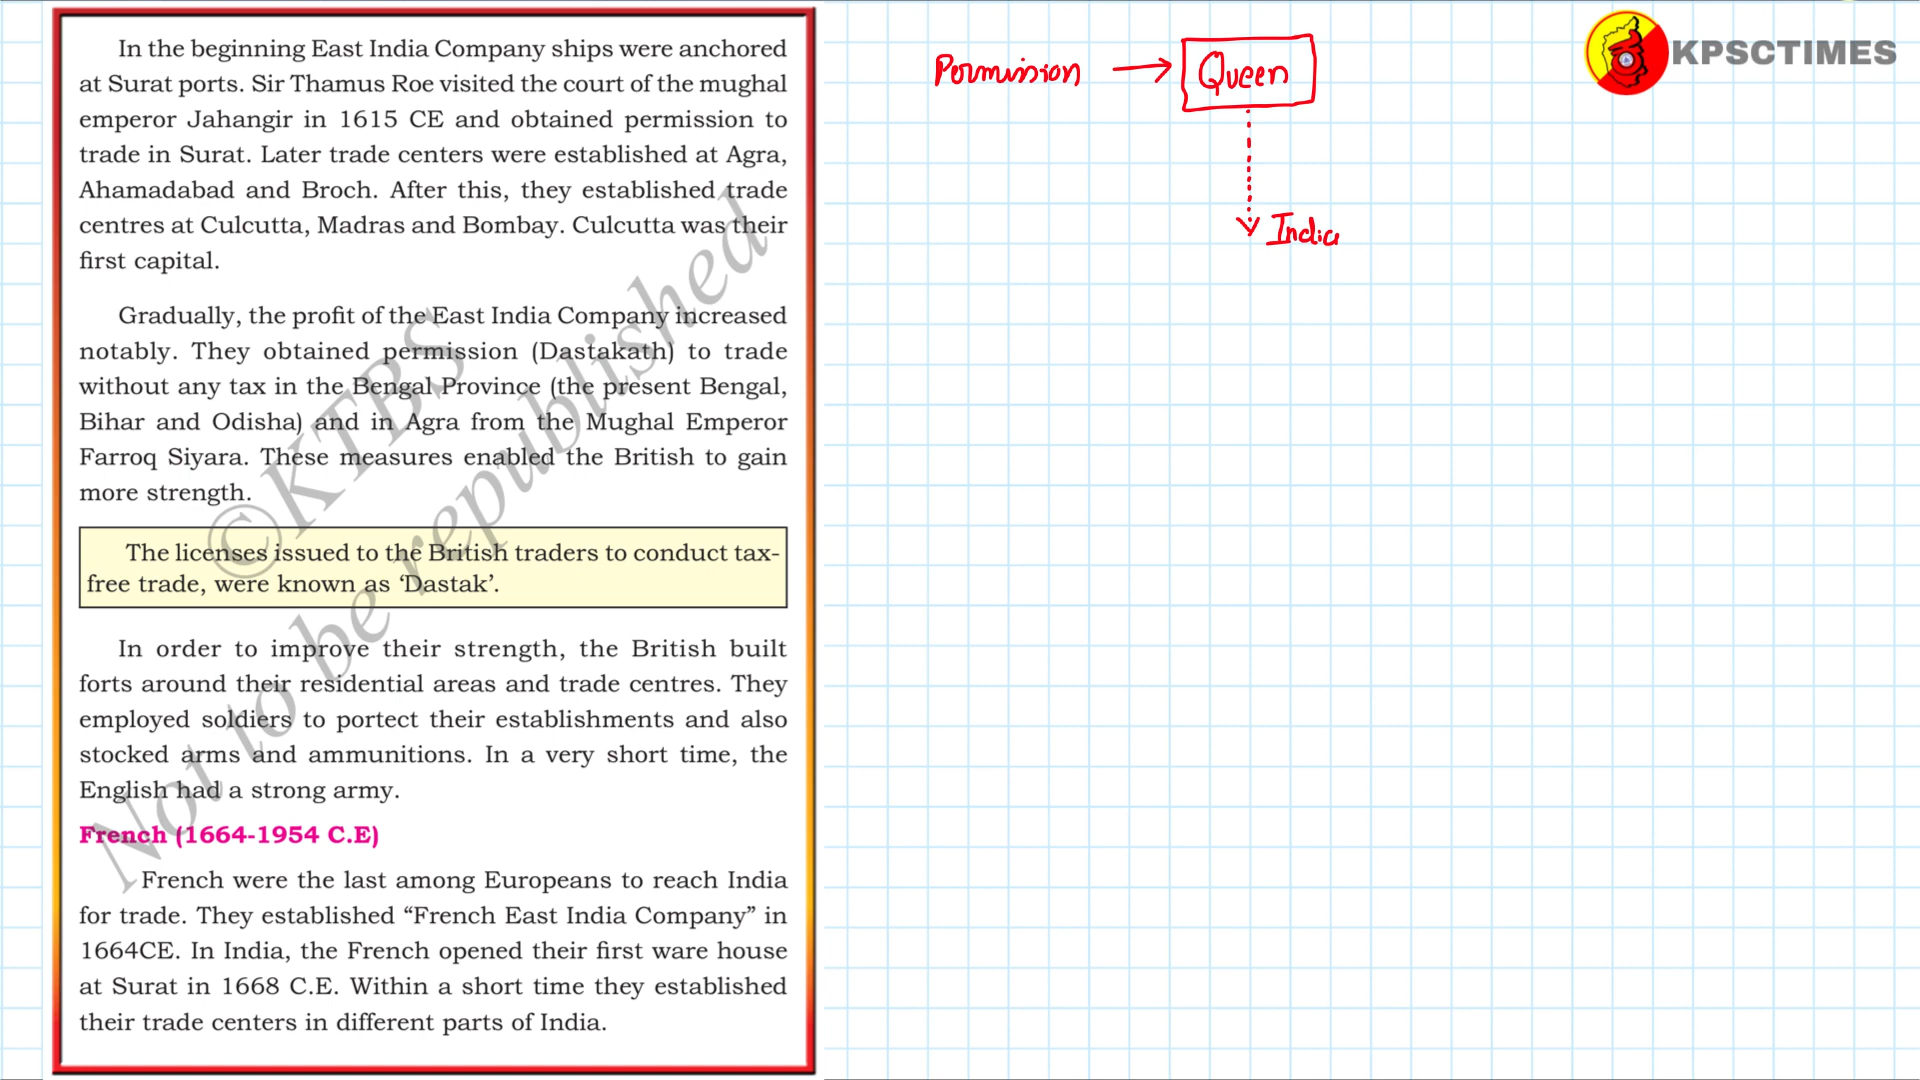 In the beginning East India Company ships were anchored
at Surat ports. Sir Thamus Roe visited the court of the mughal
emperor Jahangir in 1615 CE and obtained permission to
trade in Surat. Later trade centers were established at Agra,
Ahamadabad and Broch. After this, they established trade
centres at Culcutta, Madras and Bombay. Culcutta was their
first capital.
Gradually, the profit of the East India Company increased
notably. They obtained permission (Dastakath) to trade
without any tax in the Bengal Province (the present Bengal,
Bihar and Odisha) and in Agra from the Mughal Emperor
Farroq Siyara. These measures enabled the British to gain
more strength.
The licenses issued to the British traders to conduct tax-
free trade, were known as ‘Dastak’.
In order to improve their strength, the British built
forts around their residential areas and trade centres. They
employed soldiers to portect their establishments and also
stocked arms and ammunitions. In a very short time, the
English had a strong army.
French (1664-1954 C.E)
French were the last among Europeans to reach India
for trade. They established “French East India Company” in
1664CE. In India, the French opened their first ware house
at Surat in 1668 C.E. Within a short time they established
their trade centers in different parts of India.
©KTBS
Not to be republished
Permission → Queen
India
KPSCTIMES